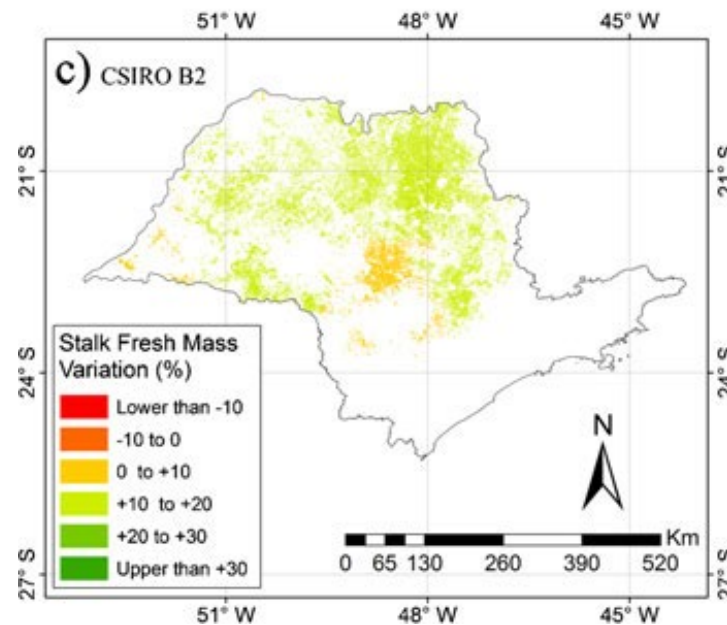 51° W 48° W 45° W
c) CSIRO B2
21° S 21° S
24° S 24° S
27° S 27° S
Stalk Fresh Mass
Variation (%)
Lower than -10
-10 to 0
0 to +10
+10 to +20
+20 to +30
Upper than +30
N
Km
0 65 130 260 390 520
51° W 48° W 45° W